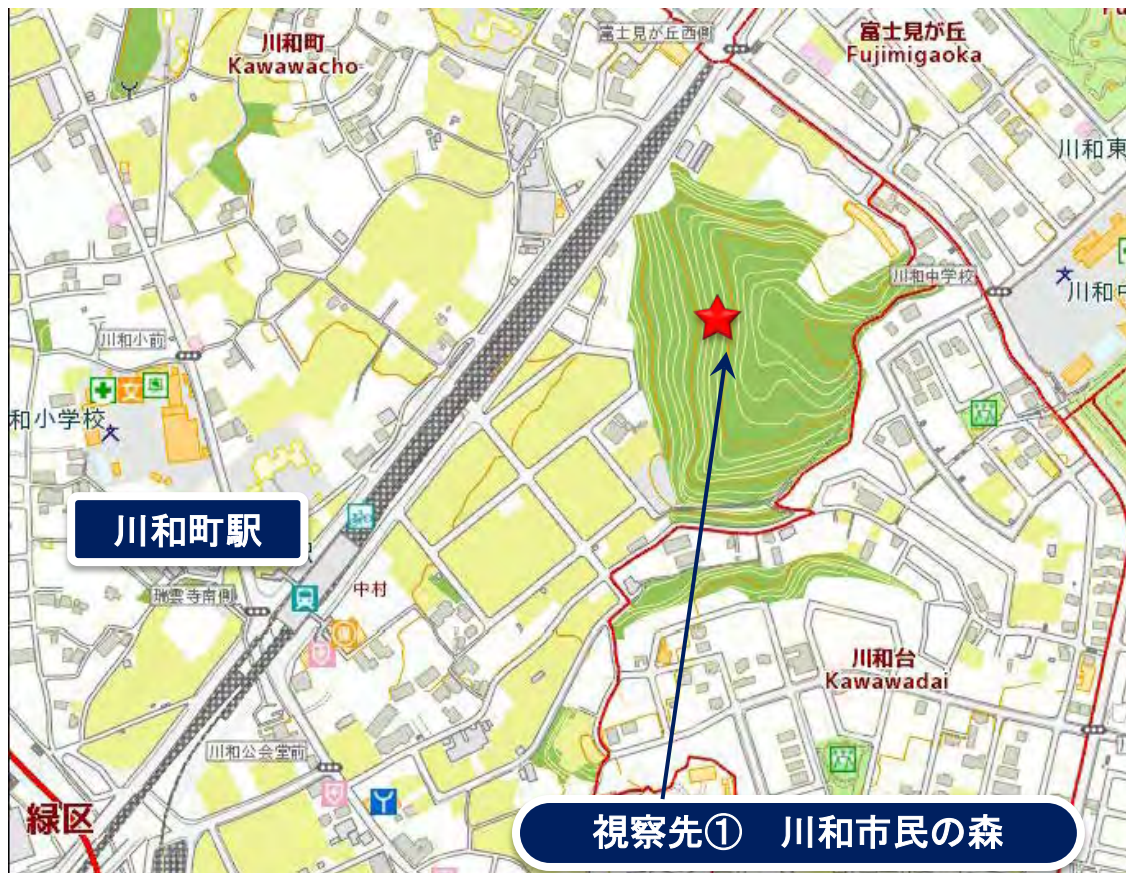 川和町
Kawawacho
富士見が丘西側
富士見が丘
Fujimigaoka
川和東
川和中学校
川和中
川和小前
文
和小学校
川和町駅
中村
瑞雲寺南側
川和台
Kawawadai
川和公会堂前
緑区
視察先① 川和市民の森